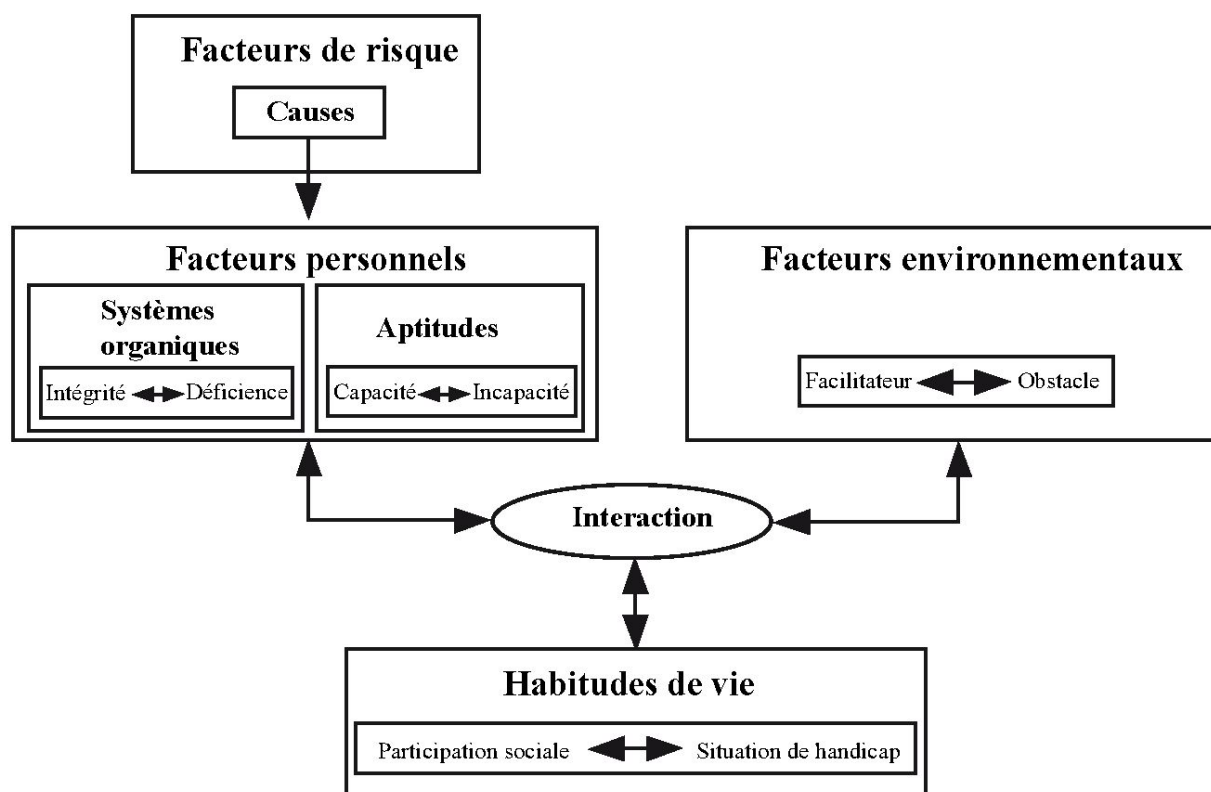 Facteurs de risque
Causes
Facteurs personnels
Systèmes
organiques
Intégrité Déficience
Aptitudes
Capacité Incapacité
Facteurs environnementaux
Facilitateur Obstacle
Interaction
Habitudes de vie
Participation sociale Situation de handicap